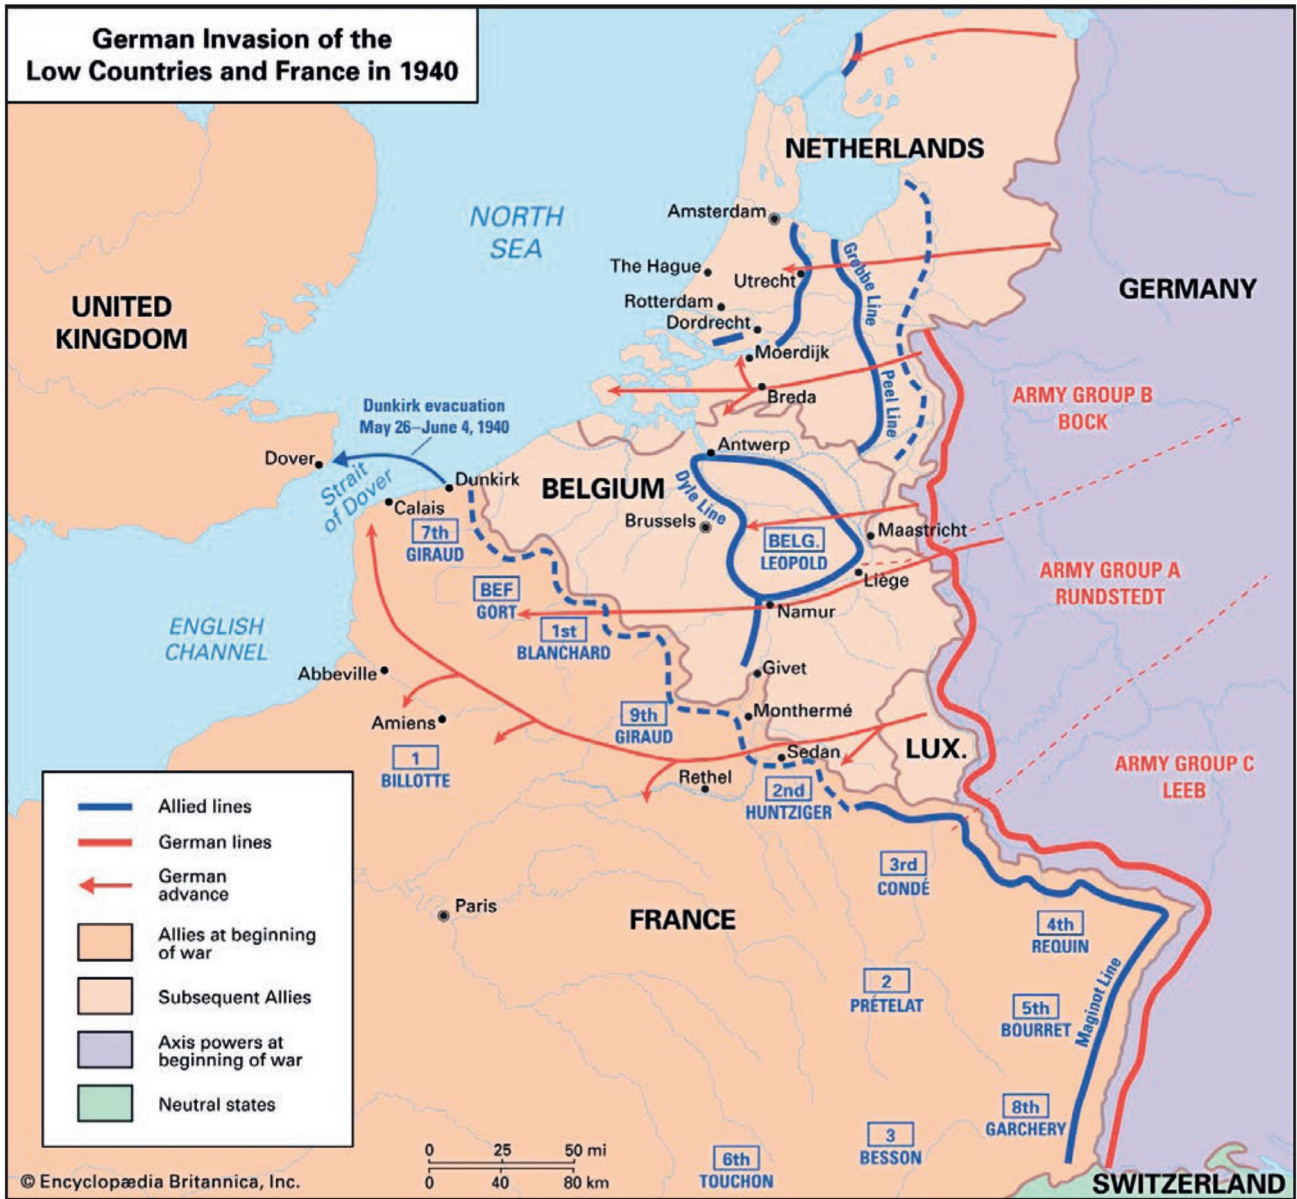 German Invasion of the
Low Countries and France in 1940
NETHERLANDS
NORTH
SEA
Amsterdam
The Hague
Utrecht
Grebbe Line
Rotterdam
Dordrecht
Moerdijk
Peel Line
Breda
GERMANY
UNITED
KINGDOM
ARMY GROUP B
BOCK
Dunkirk evacuation
May 26–June 4, 1940
Dover
Strait
of Dover
Dunkirk
Calais
7th
GIRAUD
BELGIUM
Antwerp
Dyle Line
Brussels
BELG.
LEOPOLD
Maastricht
Liège
ARMY GROUP A
RUNDSTEDT
BEF
GORT
1st
BLANCHARD
Namur
ENGLISH
CHANNEL
Givet
Abbeville
Amiens
1
BILLOTTE
9th
GIRAUD
Monthermé
Sedan
LUX.
Rethel
2nd
HUNTZIGER
ARMY GROUP C
LEEB
3rd
CONDÉ
Paris
FRANCE
4th
REQUIN
2
PRÉTELAT
5th
BOURRET
Maginot Line
8th
GARCHERY
3
BESSON
6th
TOUCHON
SWITZERLAND
Allied lines
German lines
German
advance
Allies at beginning
of war
Subsequent Allies
Axis powers at
beginning of war
Neutral states
0 25 50 mi
0 40 80 km
© Encyclopædia Britannica, Inc.